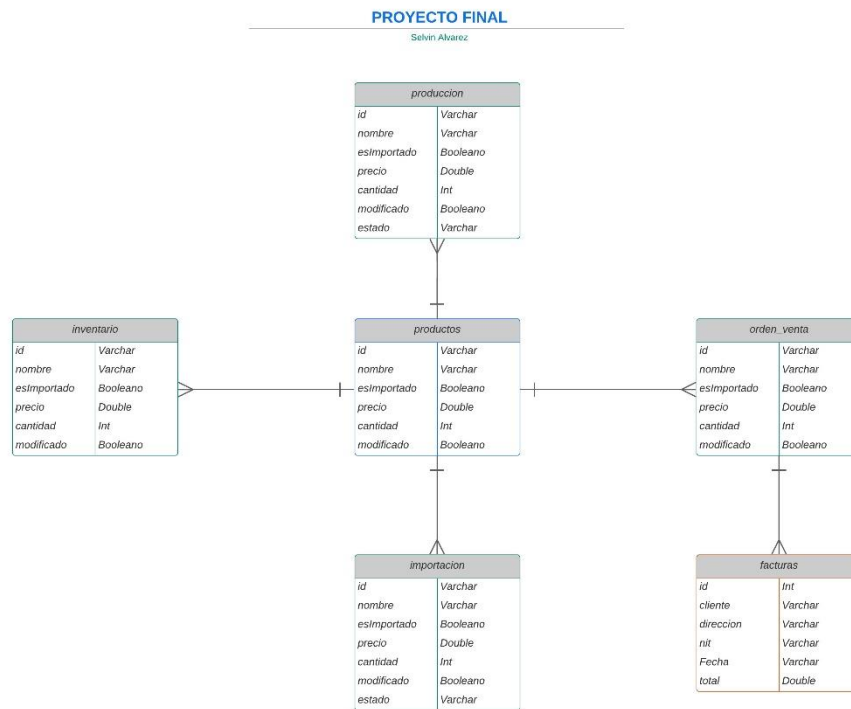 PROYECTO FINAL
Selvin Alvarez
produccion
id Varchar
nombre Varchar
esImportado Booleano
precio Double
cantidad Int
modificado Booleano
estado Varchar
inventario
id Varchar
nombre Varchar
esImportado Booleano
precio Double
cantidad Int
modificado Booleano
productos
id Varchar
nombre Varchar
esImportado Booleano
precio Double
cantidad Int
modificado Booleano
orden_venta
id Varchar
nombre Varchar
esImportado Booleano
precio Double
cantidad Int
modificado Booleano
importacion
id Varchar
nombre Varchar
esImportado Booleano
precio Double
cantidad Int
modificado Booleano
estado Varchar
facturas
id Int
cliente Varchar
direccion Varchar
nit Varchar
Fecha Varchar
total Double